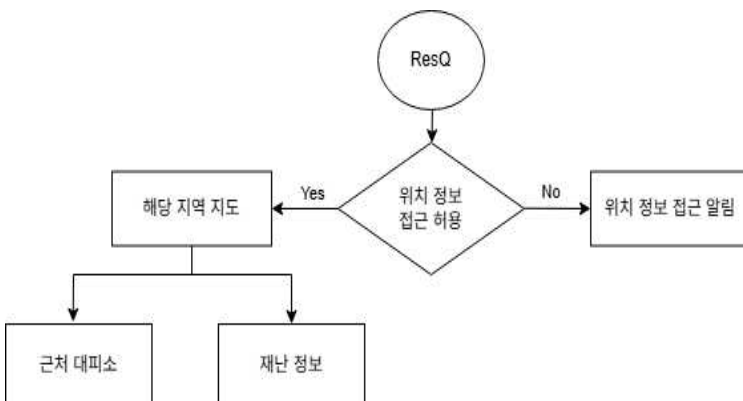 ResQ
해당 지역 지도
Yes
위치 정보
접근 허용
No
위치 정보 접근 알림
근처 대피소
재난 정보